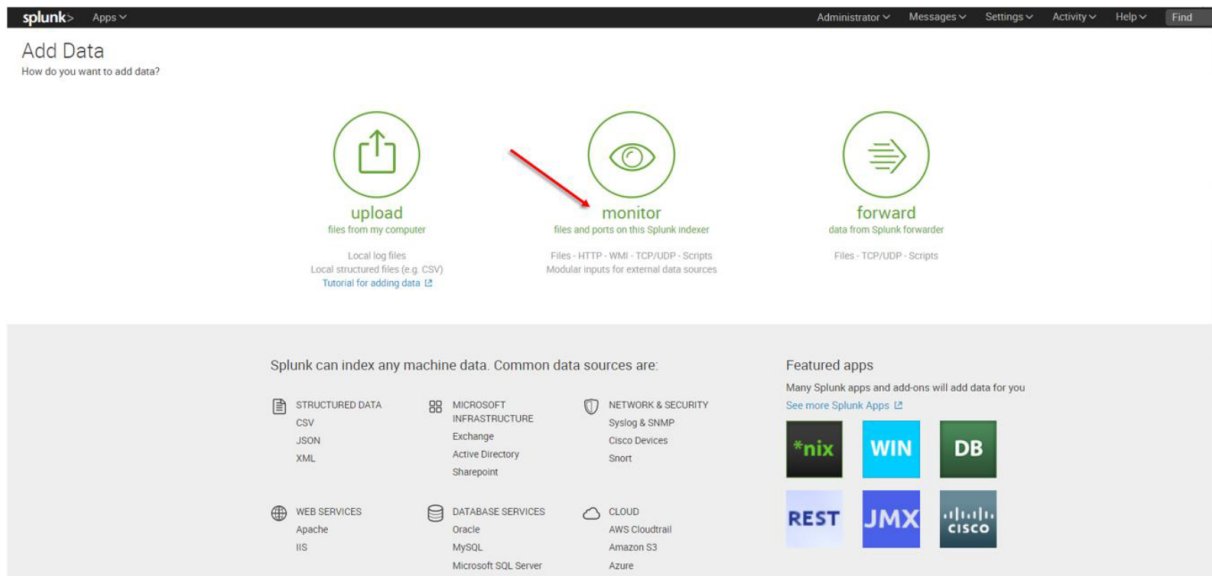 splunk> Apps Administrator Messages Settings Activity Help Find
Add Data
How do you want to add data?
upload
files from my computer
Local log files
Local structured files (e.g. CSV)
Tutorial for adding data
monitor
files and ports on this Splunk indexer
Files - HTTP - WMI - TCP/UDP - Scripts
Modular inputs for external data sources
forward
data from Splunk forwarder
Files - TCP/UDP - Scripts
Splunk can index any machine data. Common data sources are:
STRUCTURED DATA
CSV
JSON
XML
MICROSOFT
INFRASTRUCTURE
Exchange
Active Directory
Sharepoint
NETWORK & SECURITY
Syslog & SNMP
Cisco Devices
Snort
WEB SERVICES
Apache
IIS
DATABASE SERVICES
Oracle
MySQL
Microsoft SQL Server
CLOUD
AWS Cloudtrail
Amazon S3
Azure
Featured apps
Many Splunk apps and add-ons will add data for you
See more Splunk Apps
*nix
WIN
DB
REST
JMX
CISCO